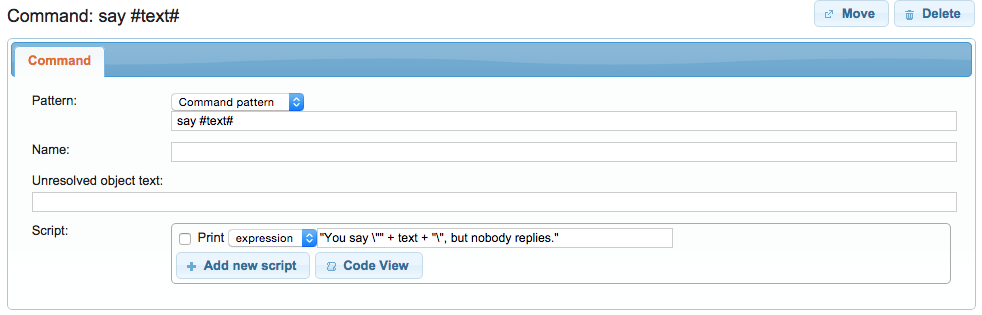 Command: say #text#
Move
Delete
Command
Pattern:
Command pattern
say #text#
Name:
Unresolved object text:
Script:
Print expression "You say \"" + text + "\", but nobody replies."
Add new script
Code View